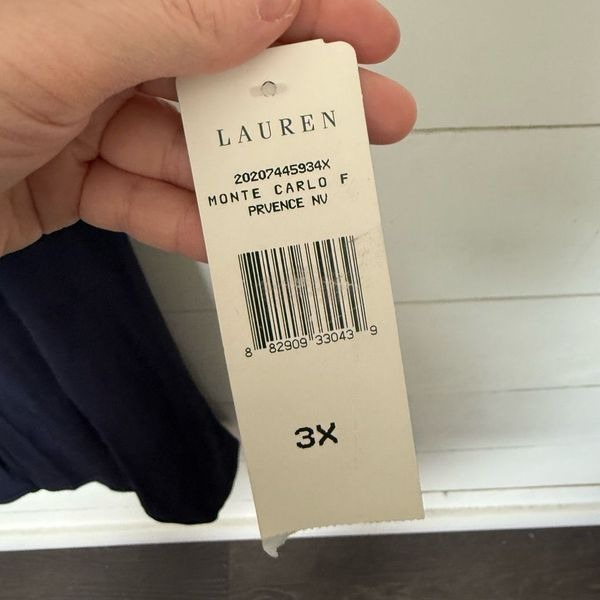 LAUREN
20207445934X
MONTE CARLO F
PRVENCE NV
8 82909 33043 9
3X